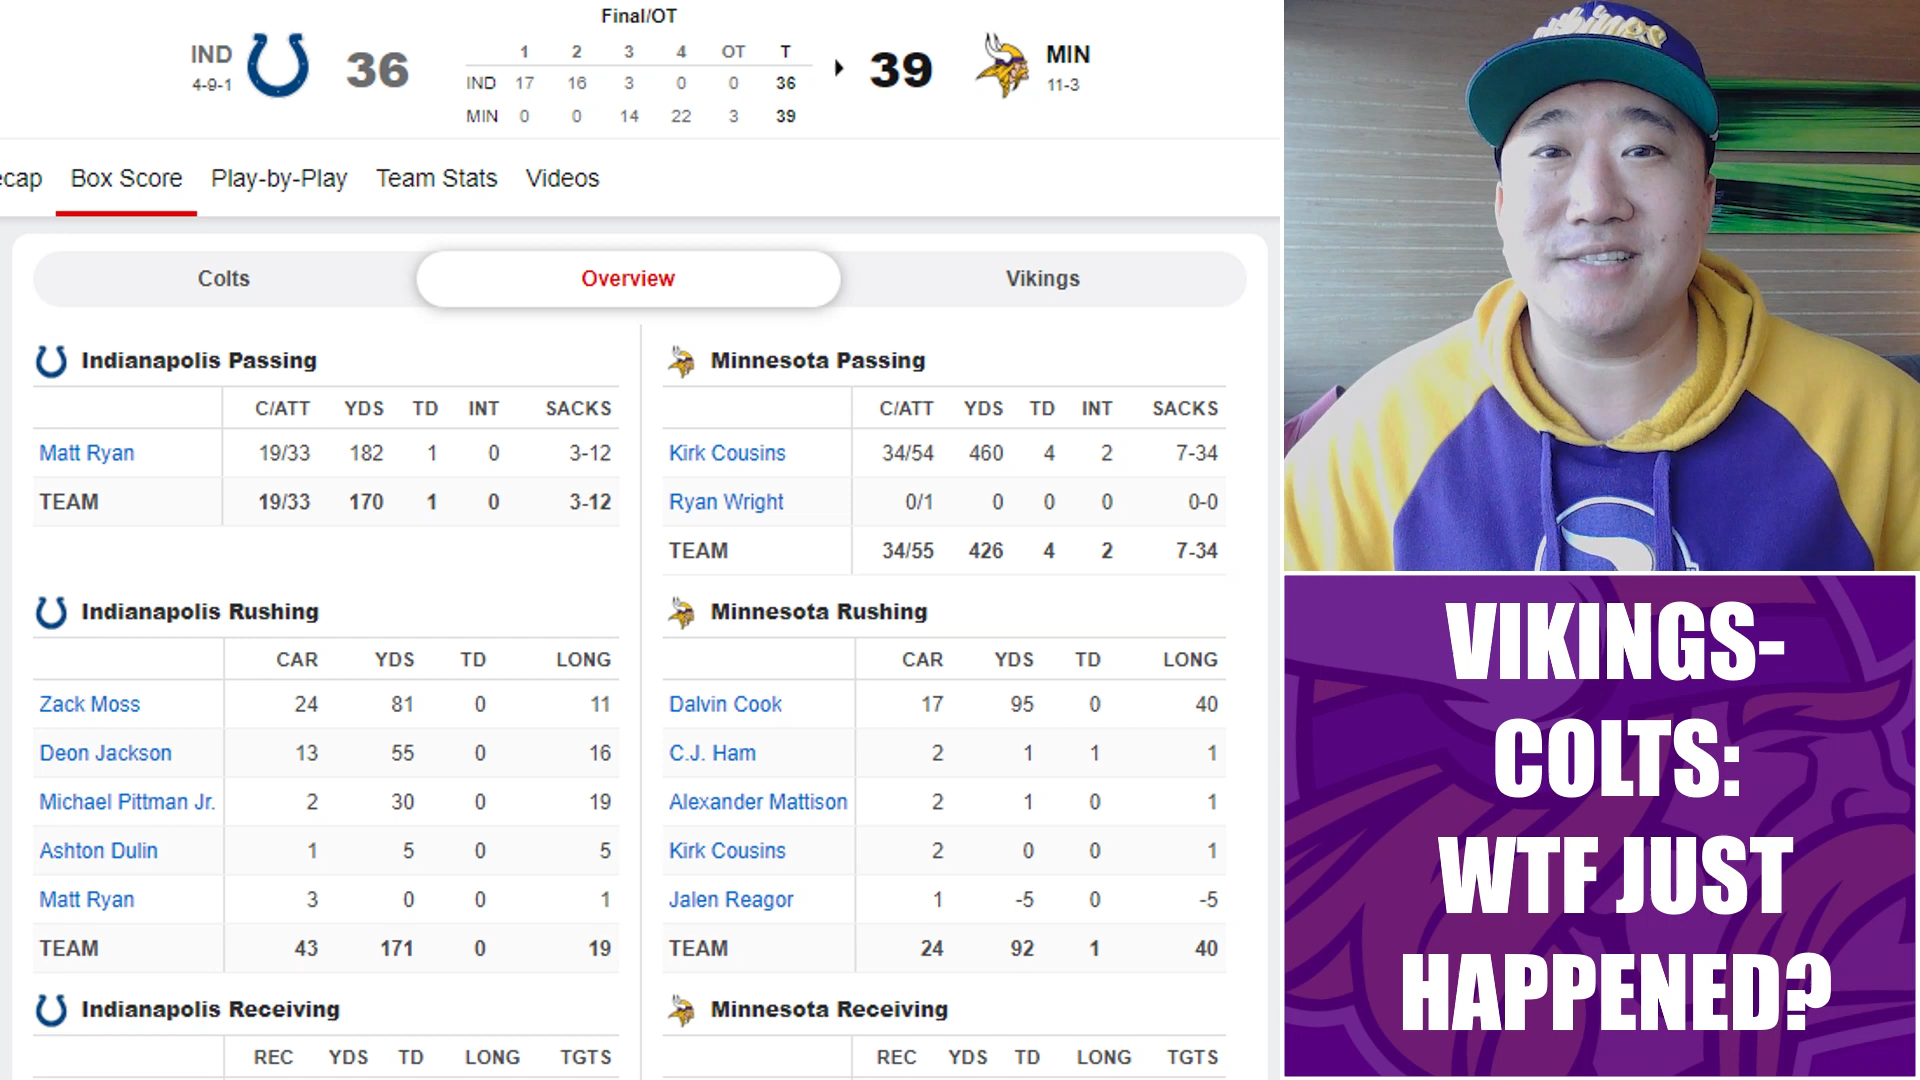 Final/OT
IND
4-9-1
36
1 2 3 4 OT T
IND 17 16 3 0 0 36
MIN 0 0 14 22 3 39
39
MIN
11-3
ecap Box Score Play-by-Play Team Stats Videos
Colts Overview Vikings
Indianapolis Passing
C/ATT YDS TD INT SACKS
Matt Ryan 19/33 182 1 0 3-12
TEAM 19/33 170 1 0 3-12
Minnesota Passing
C/ATT YDS TD INT SACKS
Kirk Cousins 34/54 460 4 2 7-34
Ryan Wright 0/1 0 0 0 0-0
TEAM 34/55 426 4 2 7-34
Indianapolis Rushing
CAR YDS TD LONG
Zack Moss 24 81 0 11
Deon Jackson 13 55 0 16
Michael Pittman Jr. 2 30 0 19
Ashton Dulin 1 5 0 5
Matt Ryan 3 0 0 1
TEAM 43 171 0 19
Minnesota Rushing
CAR YDS TD LONG
Dalvin Cook 17 95 0 40
C.J. Ham 2 1 1 1
Alexander Mattison 2 1 0 1
Kirk Cousins 2 0 0 1
Jalen Reagor 1 -5 0 -5
TEAM 24 92 1 40
Indianapolis Receiving
REC YDS TD LONG TGTS
Minnesota Receiving
REC YDS TD LONG TGTS
VIKINGS-
COLTS:
WTF JUST
HAPPENED?